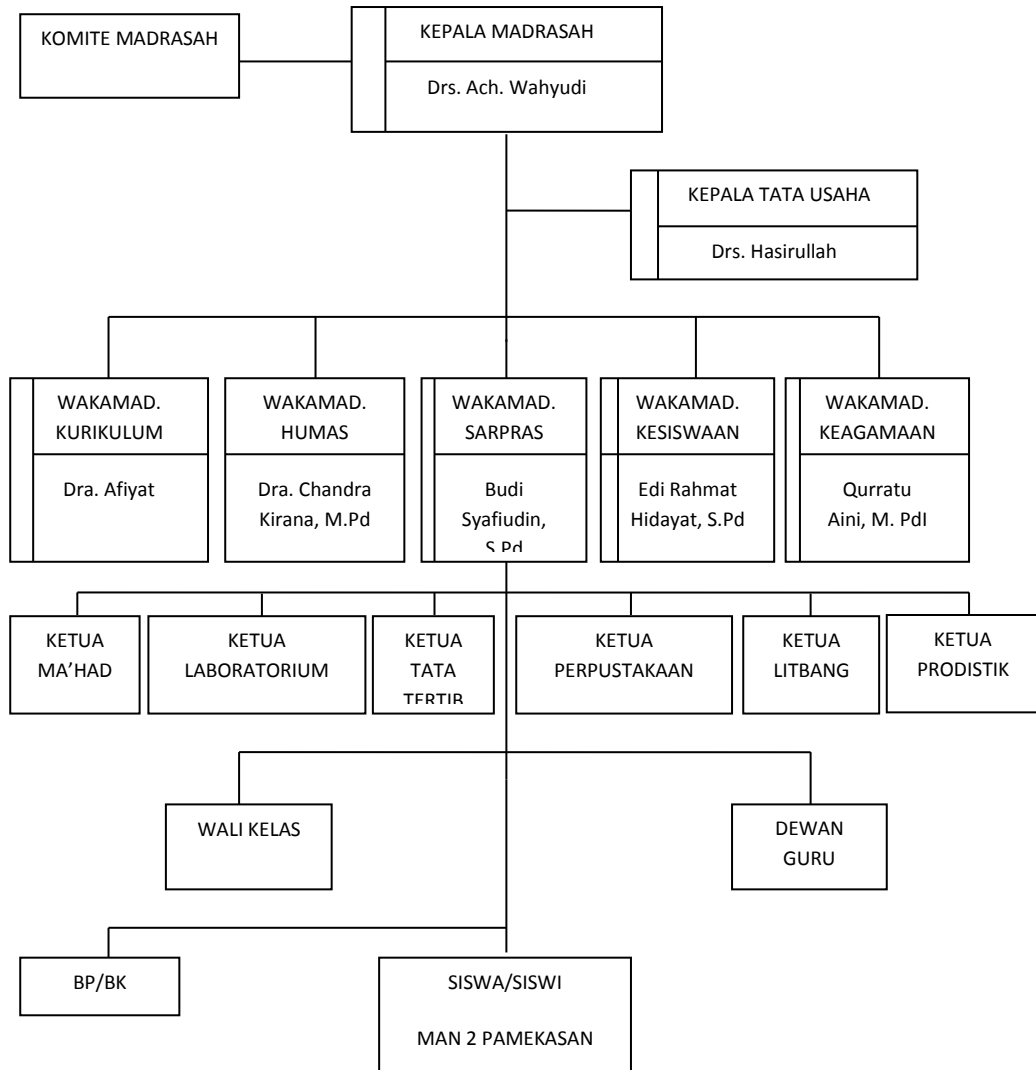 KOMITE MADRASAH
KEPALA MADRASAH
Drs. Ach. Wahyudi
KEPALA TATA USAHA
Drs. Hasirullah
WAKAMAD.
KURIKULUM
Dra. Afiyat
WAKAMAD.
HUMAS
Dra. Chandra
Kirana, M.Pd
WAKAMAD.
SARPRAS
Budi
Syafiudin,
S.Pd
WAKAMAD.
KESISWAAN
Edi Rahmat
Hidayat, S.Pd
WAKAMAD.
KEAGAMAAN
Qurratu
Aini, M. PdI
KETUA
MA’HAD
KETUA
LABORATORIUM
KETUA
TATA
TERTIB
KETUA
PERPUSTAKAAN
KETUA
LITBANG
KETUA
PRODISTIK
WALI KELAS
DEWAN
GURU
BP/BK
SISWA/SISWI
MAN 2 PAMEKASAN